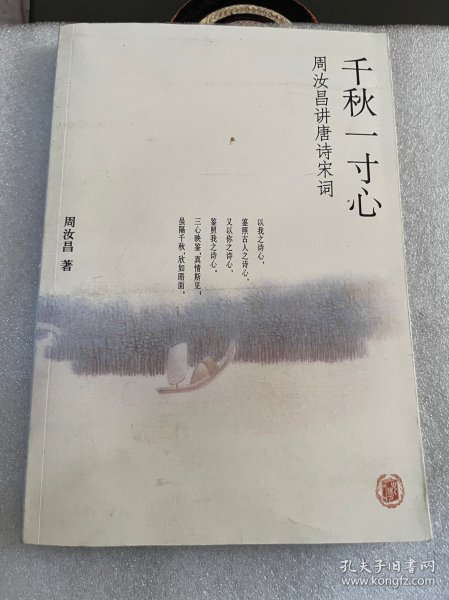 千秋一寸心
周汝昌讲唐诗宋词
以我之诗心，
鉴照古人之诗心，
又以你之诗心，
鉴照我之诗心。
三心映鉴，真情斯见；
虽隔千秋，欣如晤面。
周汝昌 著
孔夫子旧书网
www.kongfz.com